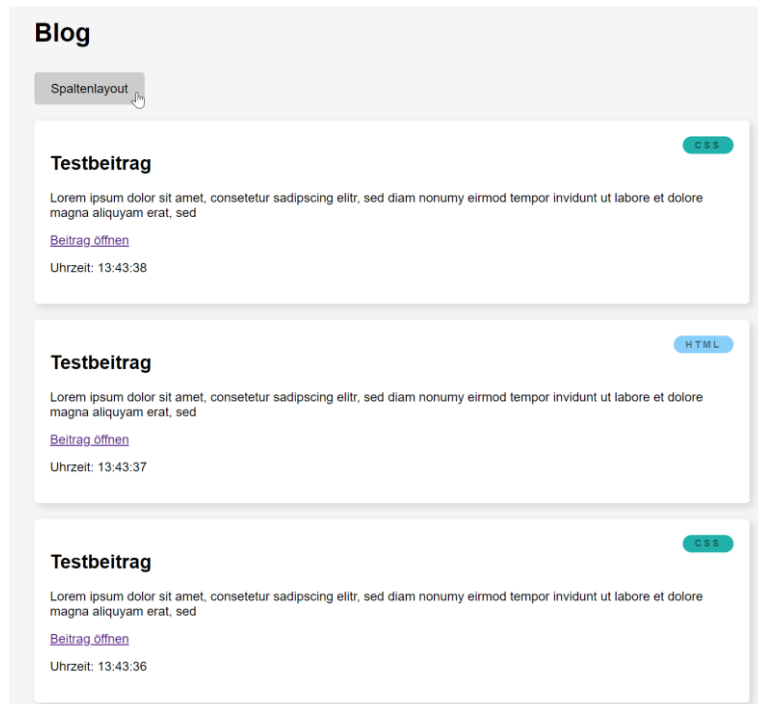 Blog
Spaltenlayout
CSS
Testbeitrag
Lorem ipsum dolor sit amet, consetetur sadipscing elitr, sed diam nonumy eirmod tempor invidunt ut labore et dolore
magna aliquyam erat, sed
Beitrag öffnen
Uhrzeit: 13:43:38
HTML
Testbeitrag
Lorem ipsum dolor sit amet, consetetur sadipscing elitr, sed diam nonumy eirmod tempor invidunt ut labore et dolore
magna aliquyam erat, sed
Beitrag öffnen
Uhrzeit: 13:43:37
CSS
Testbeitrag
Lorem ipsum dolor sit amet, consetetur sadipscing elitr, sed diam nonumy eirmod tempor invidunt ut labore et dolore
magna aliquyam erat, sed
Beitrag öffnen
Uhrzeit: 13:43:36